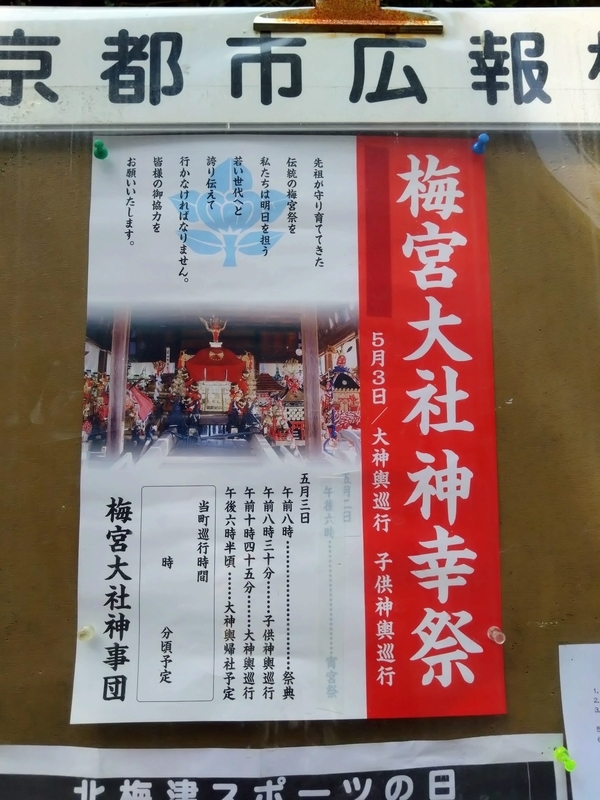 京都市広報板
梅宮大社神幸祭
5月3日／大神輿巡行 子供神輿巡行
先祖が守り育ててきた
伝統の梅宮祭を
私たちは明日を担う
若い世代へと
誇り伝えて
行かなければなりません。
皆様の御協力を
お願いいたします。
五月三日
午前八時……………………祭典
午前八時三十分……子供神輿巡行
午前十時四十五分……大神輿巡行
午後六時半頃……大神輿帰社予定
当町巡行時間
時 分頃予定
梅宮大社神事団
北梅津スポーツの日